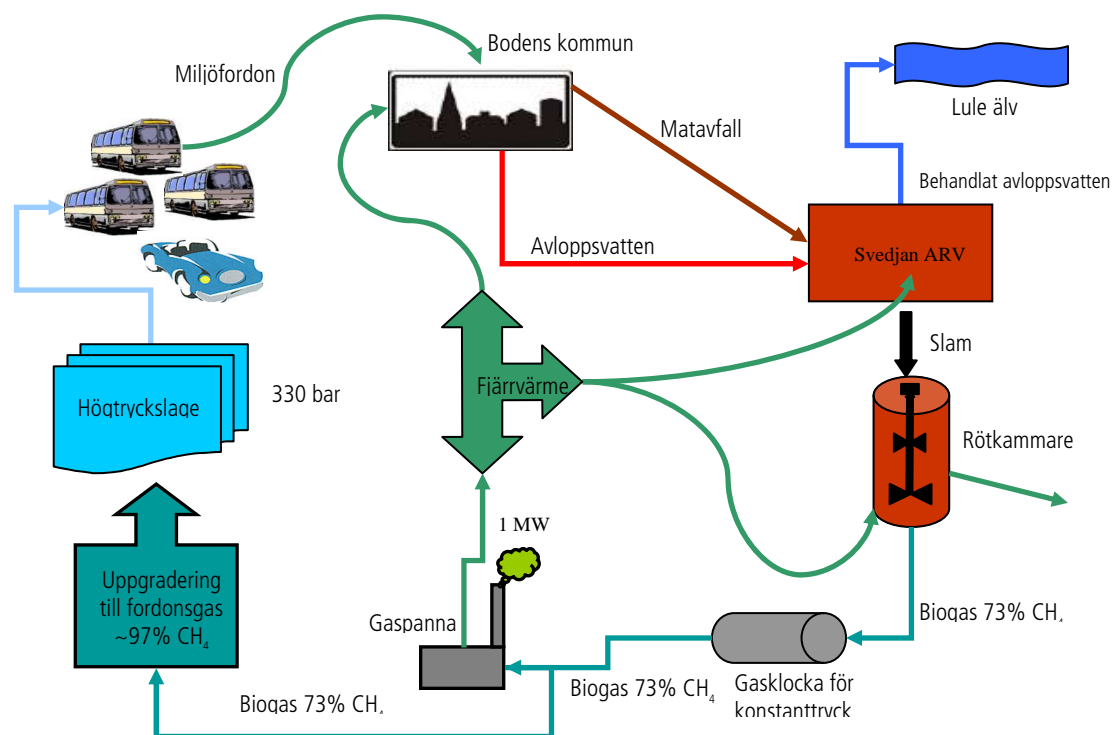 Bodens kommun
Miljöfordon
Lule älv
Matavfall
Behandlat avloppsvatten
Avloppsvatten
Svedjan ARV
Slam
Fjärrvärme
330 bar
Högtryckslage
Rötkammare
1 MW
Uppgradering
till fordonsgas
~97% CH₄
Gaspanna
Biogas 73% CH₄
Biogas 73% CH₄
Gasklocka för
konstanttryck
Biogas 73% CH₄